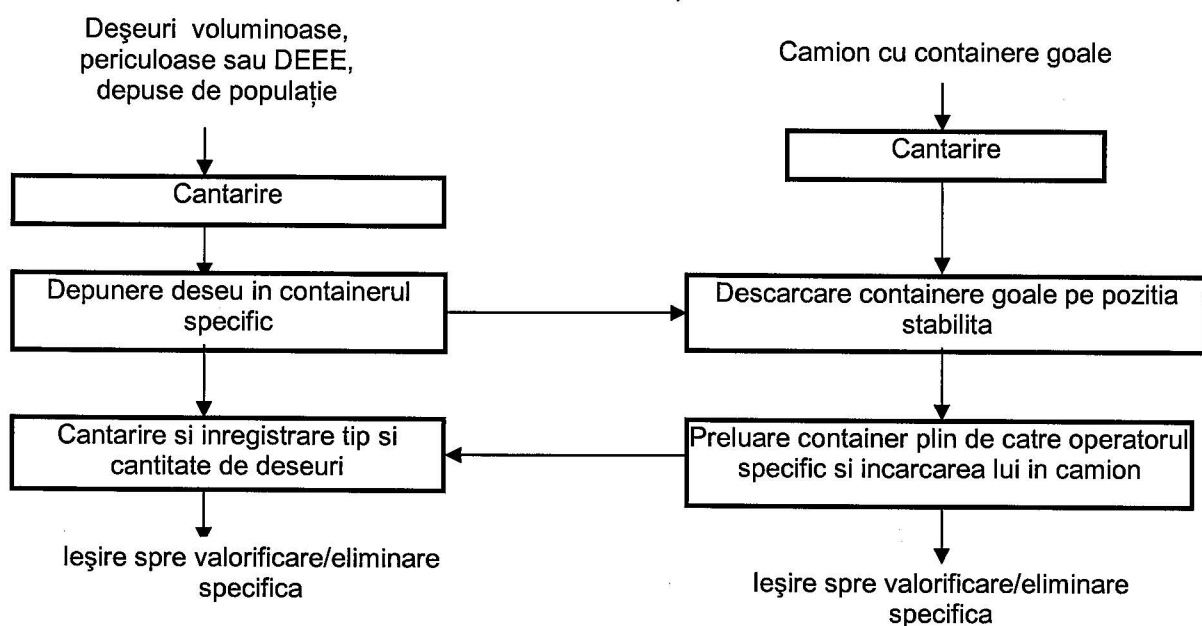 Deşeuri voluminoase,
periculoase sau DEEE,
depuse de populație
Cantarire
Depunere deseu in containerul
specific
Cantarire si inregistrare tip si
cantitate de deseuri
Ieşire spre valorificare/eliminare
specifica
Camion cu containere goale
Cantarire
Descarcare containere goale pe pozitia
stabilita
Preluare container plin de catre operatorul
specific si incarcarea lui in camion
Ieşire spre valorificare/eliminare
specifica